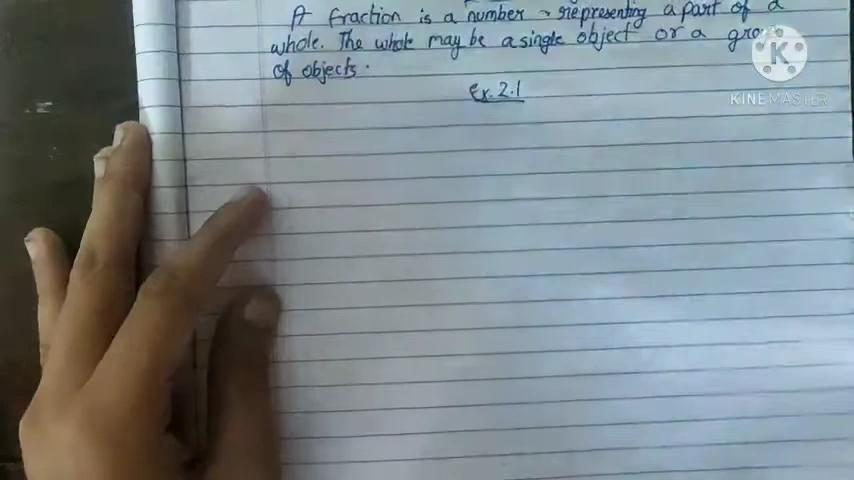 A fraction is a number representing a part of a
whole. The whole may be a single object or a gro
of objects.
Ex. 2.1
K
KINEMASTER